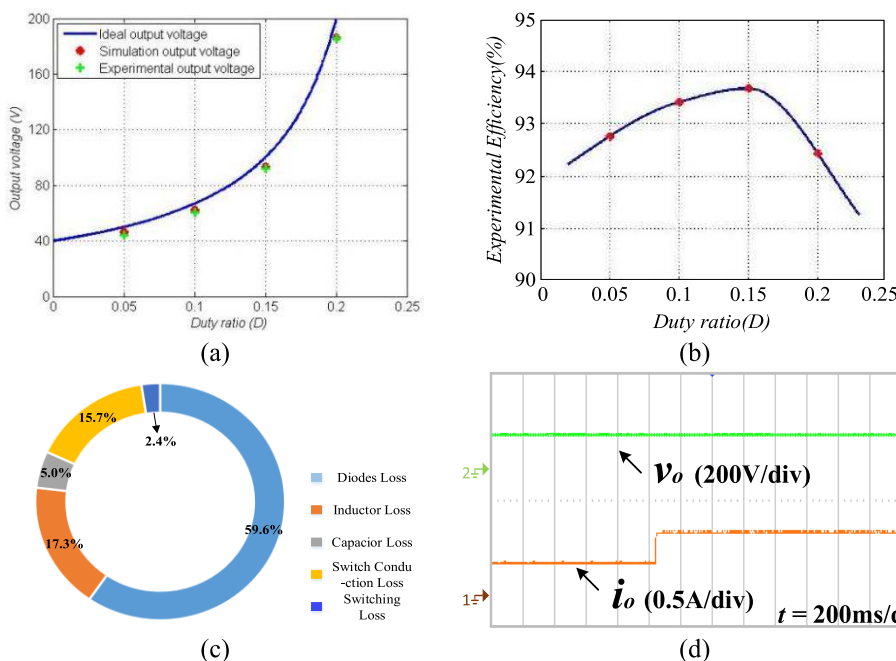 200
160
120
80
40
0
Output voltage (V)
Ideal output voltage
Simulation output voltage
Experimental output voltage
0
0.05
0.1
0.15
0.2
0.25
Duty ratio (D)
(a)
95
94
93
92
91
90
Experimental Efficiency(%)
0
0.05
0.1
0.15
0.2
0.25
Duty ratio(D)
(b)
15.7%
2.4%
5.0%
17.3%
59.6%
Diodes Loss
Inductor Loss
Capacior Loss
Switch Condu
-ction Loss
Switching
Loss
(c)
2
vo (200V/div)
1
io (0.5A/div)
t = 200ms/d
(d)